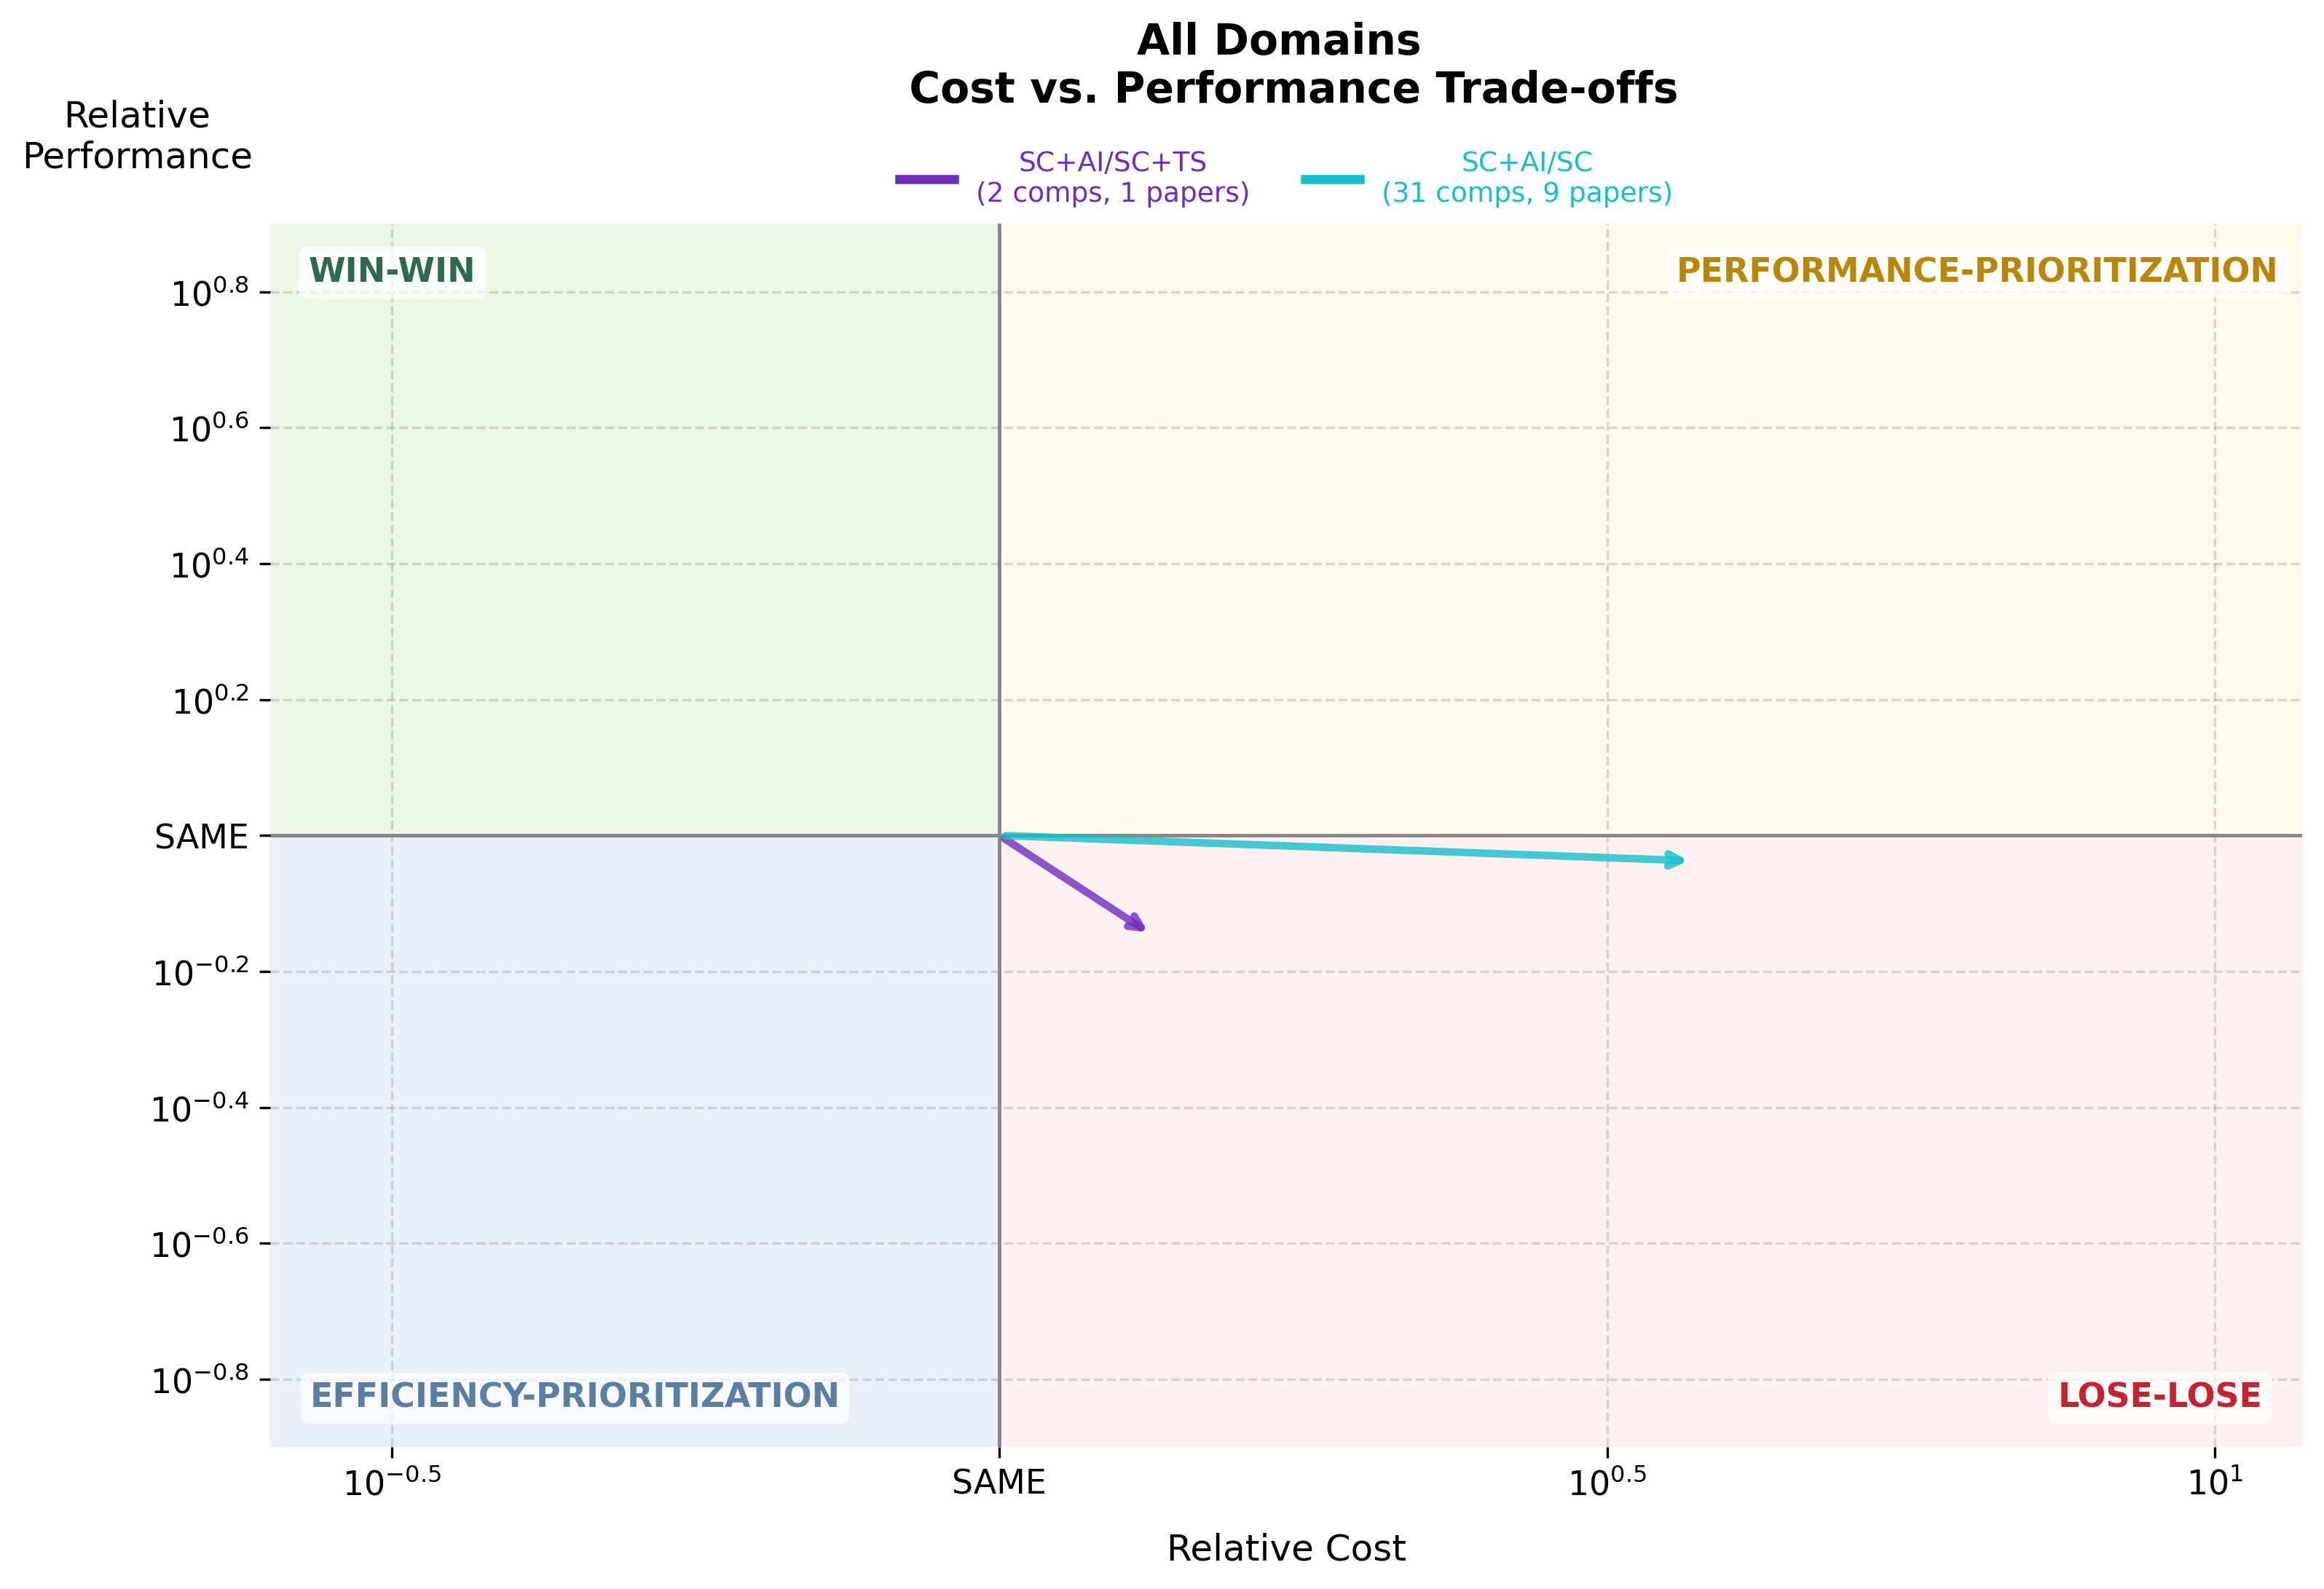 All Domains
Cost vs. Performance Trade-offs
Relative
Performance
SC+AI/SC+TS
(2 comps, 1 papers)
SC+AI/SC
(31 comps, 9 papers)
WIN-WIN
PERFORMANCE-PRIORITIZATION
10^0.8
10^0.6
10^0.4
10^0.2
SAME
10^−0.2
10^−0.4
10^−0.6
10^−0.8
EFFICIENCY-PRIORITIZATION
LOSE-LOSE
10^−0.5
SAME
10^0.5
10^1
Relative Cost